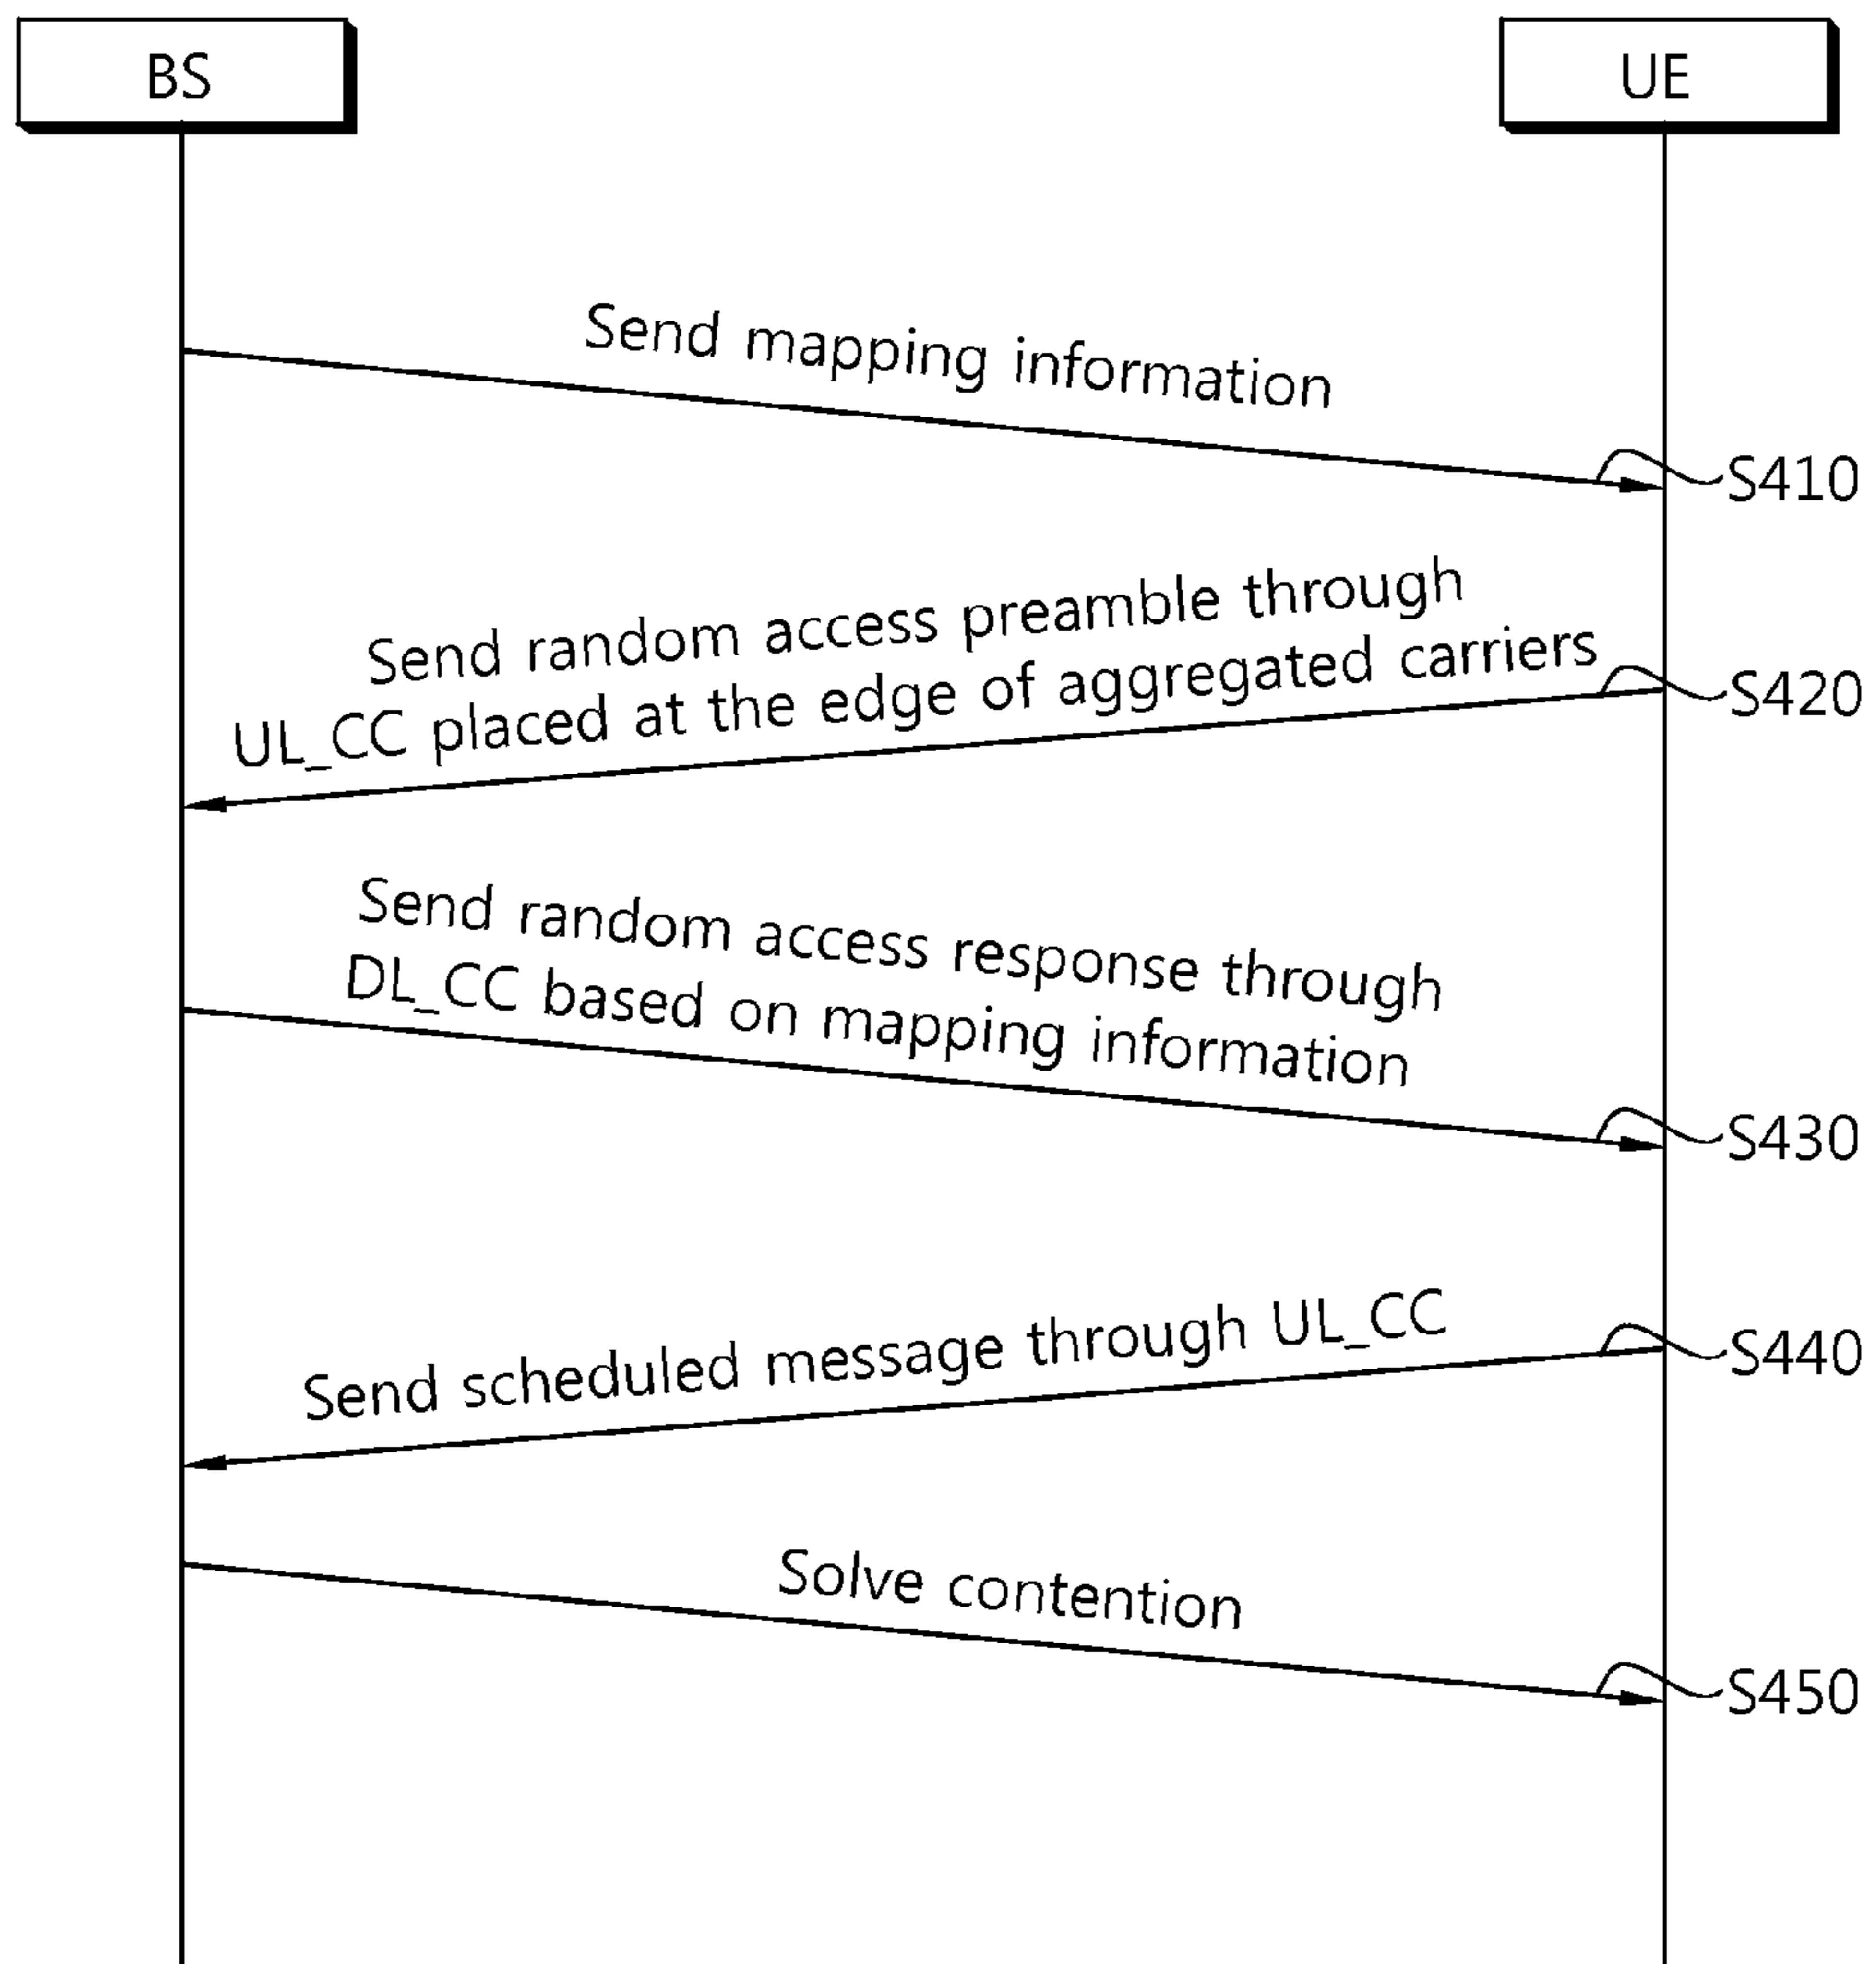 BS
UE
Send mapping information
S410
Send random access preamble through
UL_CC placed at the edge of aggregated carriers
S420
Send random access response through
DL_CC based on mapping information
S430
Send scheduled message through UL_CC
S440
Solve contention
S450